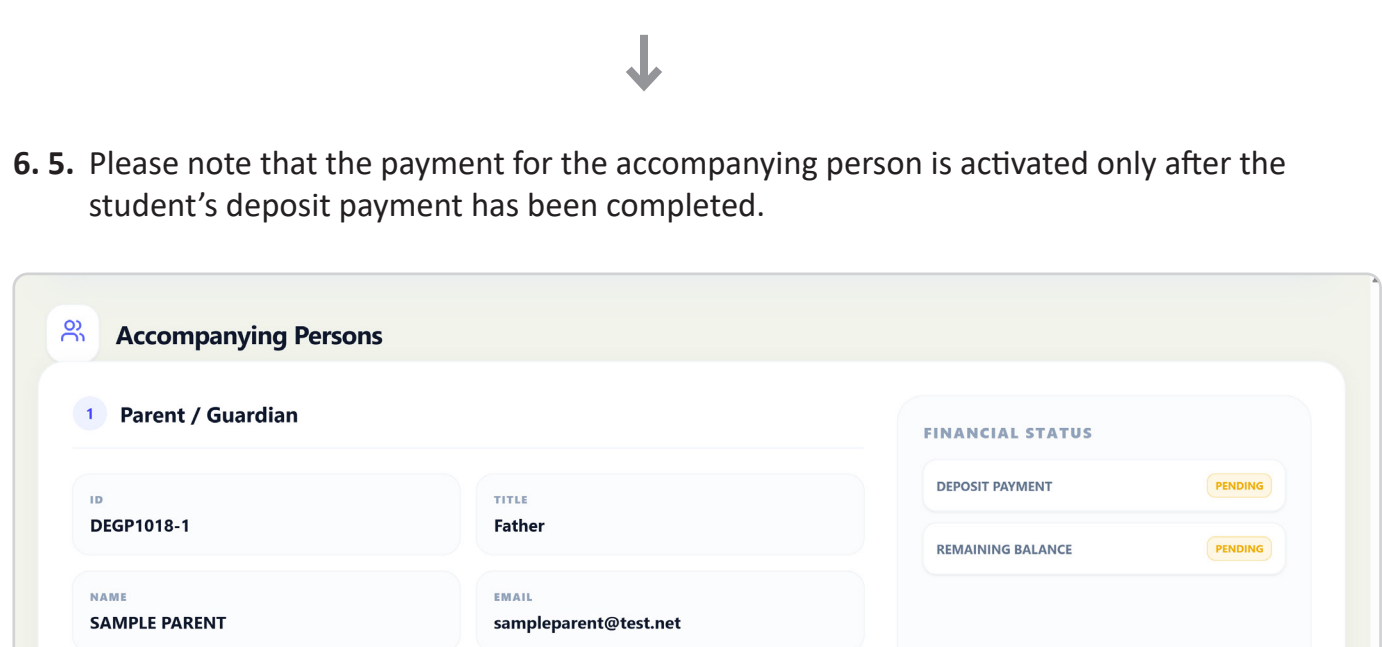 6. 5. Please note that the payment for the accompanying person is activated only after the
student’s deposit payment has been completed.
Accompanying Persons
1 Parent / Guardian
ID
DEGP1018-1
TITLE
Father
NAME
SAMPLE PARENT
EMAIL
sampleparent@test.net
FINANCIAL STATUS
DEPOSIT PAYMENT PENDING
REMAINING BALANCE PENDING